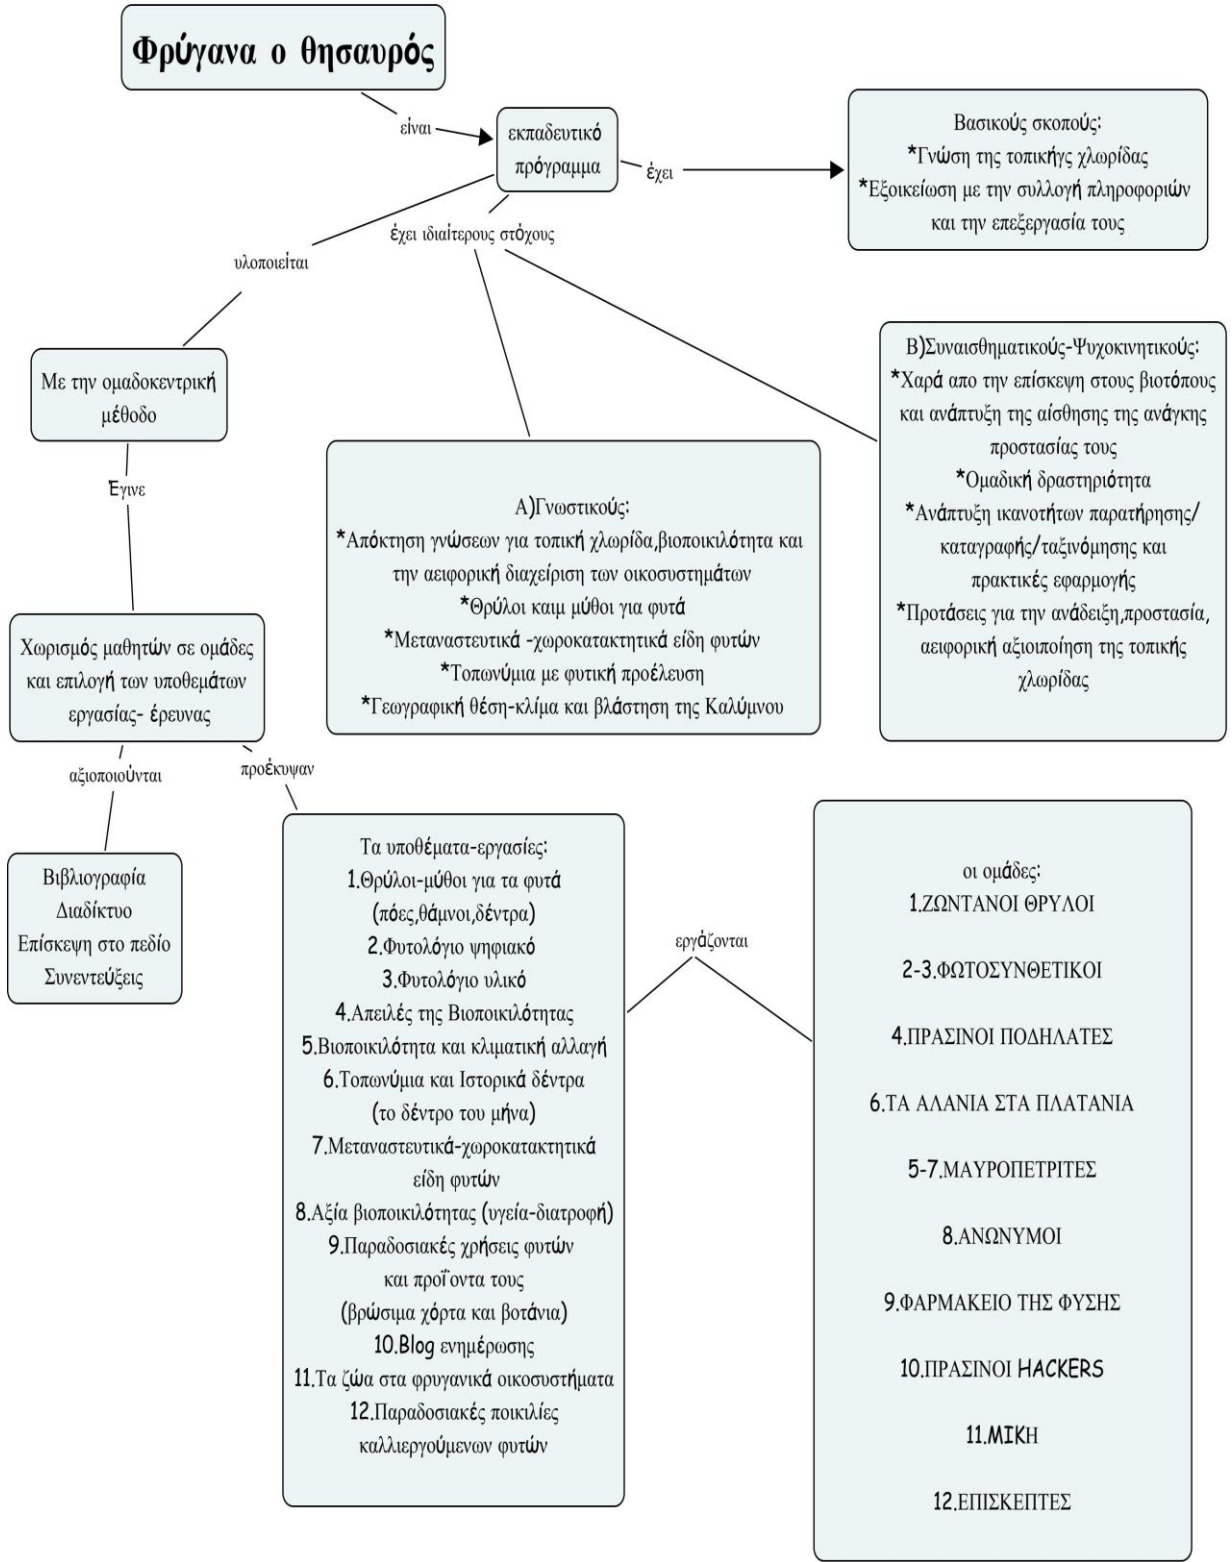 Φρύγανα ο θησαυρός
είναι
εκπαδευτικό
πρόγραμμα
έχει
Βασικούς σκοπούς:
*Γνώση της τοπικήγς χλωρίδας
*Εξοικείωση με την συλλογή πληροφοριών
και την επεξεργασία τους
έχει ιδιαίτερους στόχους
υλοποιείται
Με την ομαδοκεντρική
μέθοδο
Έγινε
Α)Γνωστικούς:
*Απόκτηση γνώσεων για τοπική χλωρίδα,βιοποικιλότητα και
την αειφορική διαχείριση των οικοσυστημάτων
*Θρύλοι καιμ μύθοι για φυτά
*Μεταναστευτικά -χωροκατακτητικά είδη φυτών
*Τοπωνύμια με φυτική προέλευση
*Γεωγραφική θέση-κλίμα και βλάστηση της Καλύμνου
Β)Συναισθηματικούς-Ψυχοκινητικούς:
*Χαρά απο την επίσκεψη στους βιοτόπους
και ανάπτυξη της αίσθησης της ανάγκης
προστασίας τους
*Ομαδική δραστηριότητα
*Ανάπτυξη ικανοτήτων παρατήρησης/
καταγραφής/ταξινόμησης και
πρακτικές εφαρμογής
*Προτάσεις για την ανάδειξη,προστασία,
αειφορική αξιοποίηση της τοπικής
χλωρίδας
Χωρισμός μαθητών σε ομάδες
και επιλογή των υποθεμάτων
εργασίας- έρευνας
αξιοποιούνται
προέκυψαν
Βιβλιογραφία
Διαδίκτυο
Επίσκεψη στο πεδίο
Συνεντεύξεις
Τα υποθέματα-εργασίες:
1.Θρύλοι-μύθοι για τα φυτά
(πόες,θάμνοι,δέντρα)
2.Φυτολόγιο ψηφιακό
3.Φυτολόγιο υλικό
4.Απειλές της Βιοποικιλότητας
5.Βιοποικιλότητα και κλιματική αλλαγή
6.Τοπωνύμια και Ιστορικά δέντρα
(το δέντρο του μήνα)
7.Μεταναστευτικά-χωροκατακτητικά
είδη φυτών
8.Αξία βιοποικιλότητας (υγεία-διατροφή)
9.Παραδοσιακές χρήσεις φυτών
και προΐοντα τους
(βρώσιμα χόρτα και βοτάνια)
10.Blog ενημέρωσης
11.Τα ζώα στα φρυγανικά οικοσυστήματα
12.Παραδοσιακές ποικιλίες
καλλιεργούμενων φυτών
εργάζονται
οι ομάδες:
1.ΖΩΝΤΑΝΟΙ ΘΡΥΛΟΙ
2-3.ΦΩΤΟΣΥΝΘΕΤΙΚΟΙ
4.ΠΡΑΣΙΝΟΙ ΠΟΔΗΛΑΤΕΣ
6.ΤΑ ΑΛΑΝΙΑ ΣΤΑ ΠΛΑΤΑΝΙΑ
5-7.ΜΑΥΡΟΠΕΤΡΙΤΕΣ
8.ΑΝΩΝΥΜΟΙ
9.ΦΑΡΜΑΚΕΙΟ ΤΗΣ ΦΥΣΗΣ
10.ΠΡΑΣΙΝΟΙ HACKERS
11.MIKΗ
12.ΕΠΙΣΚΕΠΤΕΣ